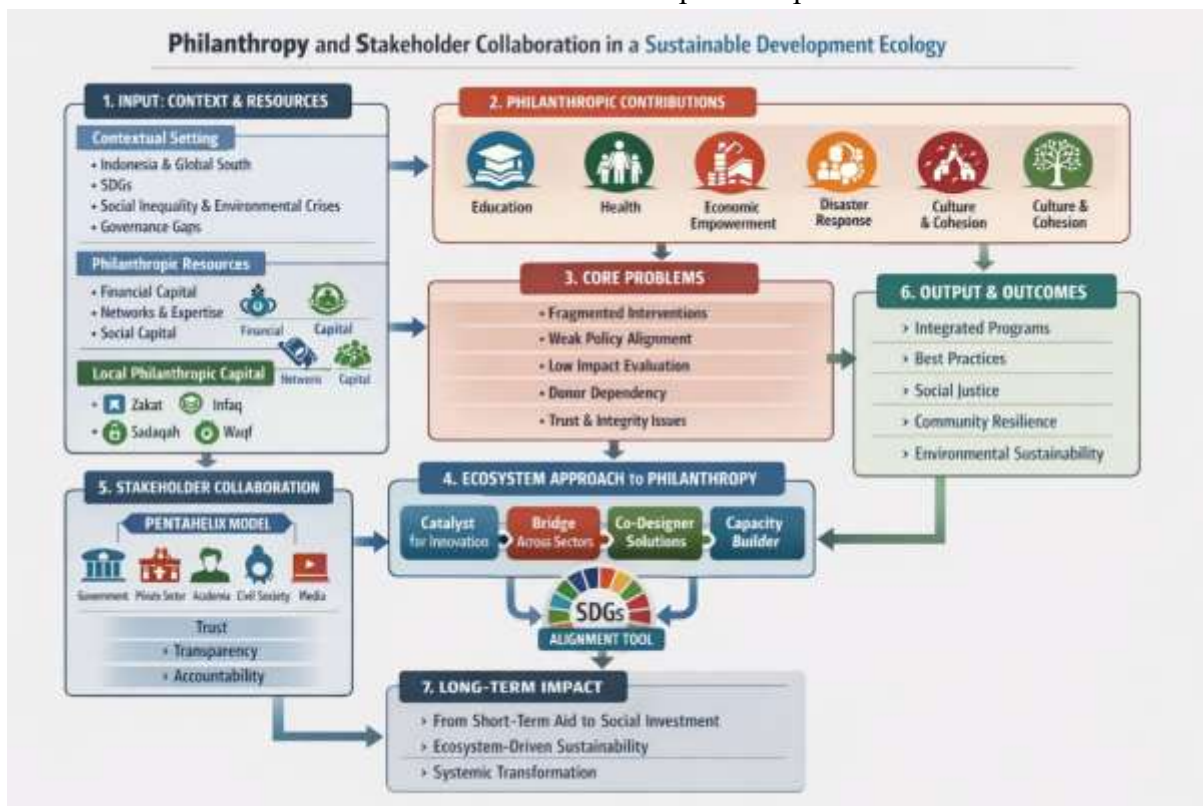 Philanthropy and Stakeholder Collaboration in a Sustainable Development Ecology
1. INPUT: CONTEXT & RESOURCES
Contextual Setting
• Indonesia & Global South
• SDGs
• Social Inequality & Environmental Crises
• Governance Gaps
Philanthropic Resources
• Financial Capital
• Networks & Expertise
• Social Capital
Financial
Capital
Networis
Capital
Local Philanthropic Capital
• Zakat
Infaq
• Sadaqah
Waqf
2. PHILANTHROPIC CONTRIBUTIONS
Education
Health
Economic
Empowerment
Disaster
Response
Culture
& Cohesion
Culture &
Cohesion
3. CORE PROBLEMS
• Fragmented Interventions
• Weak Policy Alignment
• Low Impact Evaluation
• Donor Dependency
• Trust & Integrity Issues
6. OUTPUT & OUTCOMES
› Integrated Programs
› Best Practices
› Social Justice
› Community Resilience
› Environmental Sustainability
5. STAKEHOLDER COLLABORATION
PENTAHELIX MODEL
Government
Sector
Academia
Civil Society
Media
Trust
› Transparency
› Accountability
4. ECOSYSTEM APPROACH to PHILANTHROPY
Catalyst
for Innovation
Bridge
Across Sectors
Co-Designer
Solutions
Capacity
Builder
SDGs
ALIGNMENT TOOL
7. LONG-TERM IMPACT
› From Short-Term Aid to Social Investment
› Ecosystem-Driven Sustainability
› Systemic Transformation